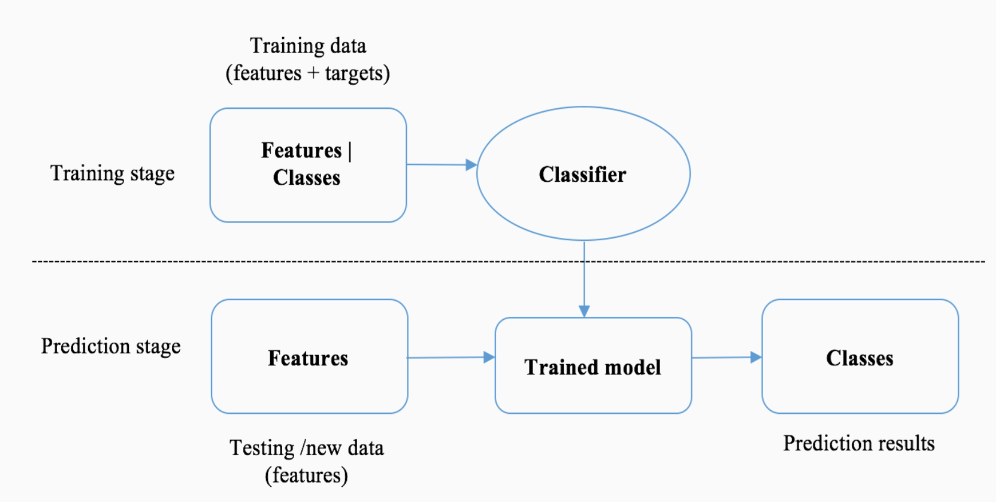 Training data
(features + targets)
Training stage
Features |
Classes
Classifier
Prediction stage
Features
Trained model
Classes
Testing /new data
(features)
Prediction results